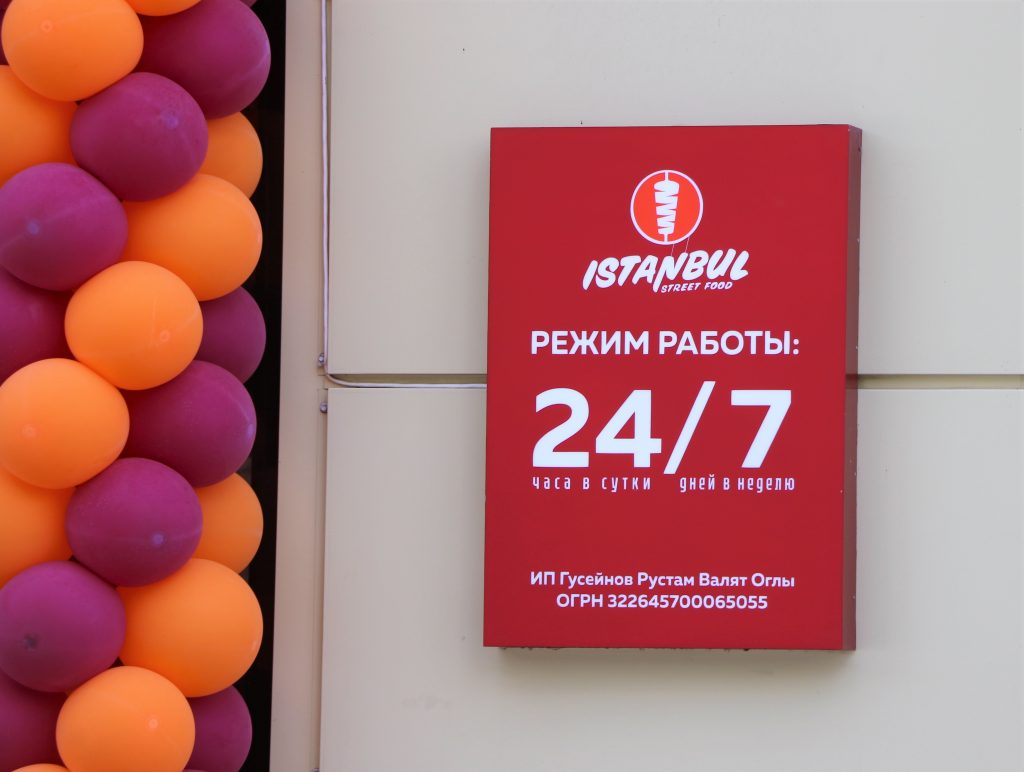 ISTANBUL
STREET FOOD
РЕЖИМ РАБОТЫ:
24/7
часа в сутки дней в неделю
ИП Гусейнов Рустам Валят Оглы
ОГРН 322645700065055